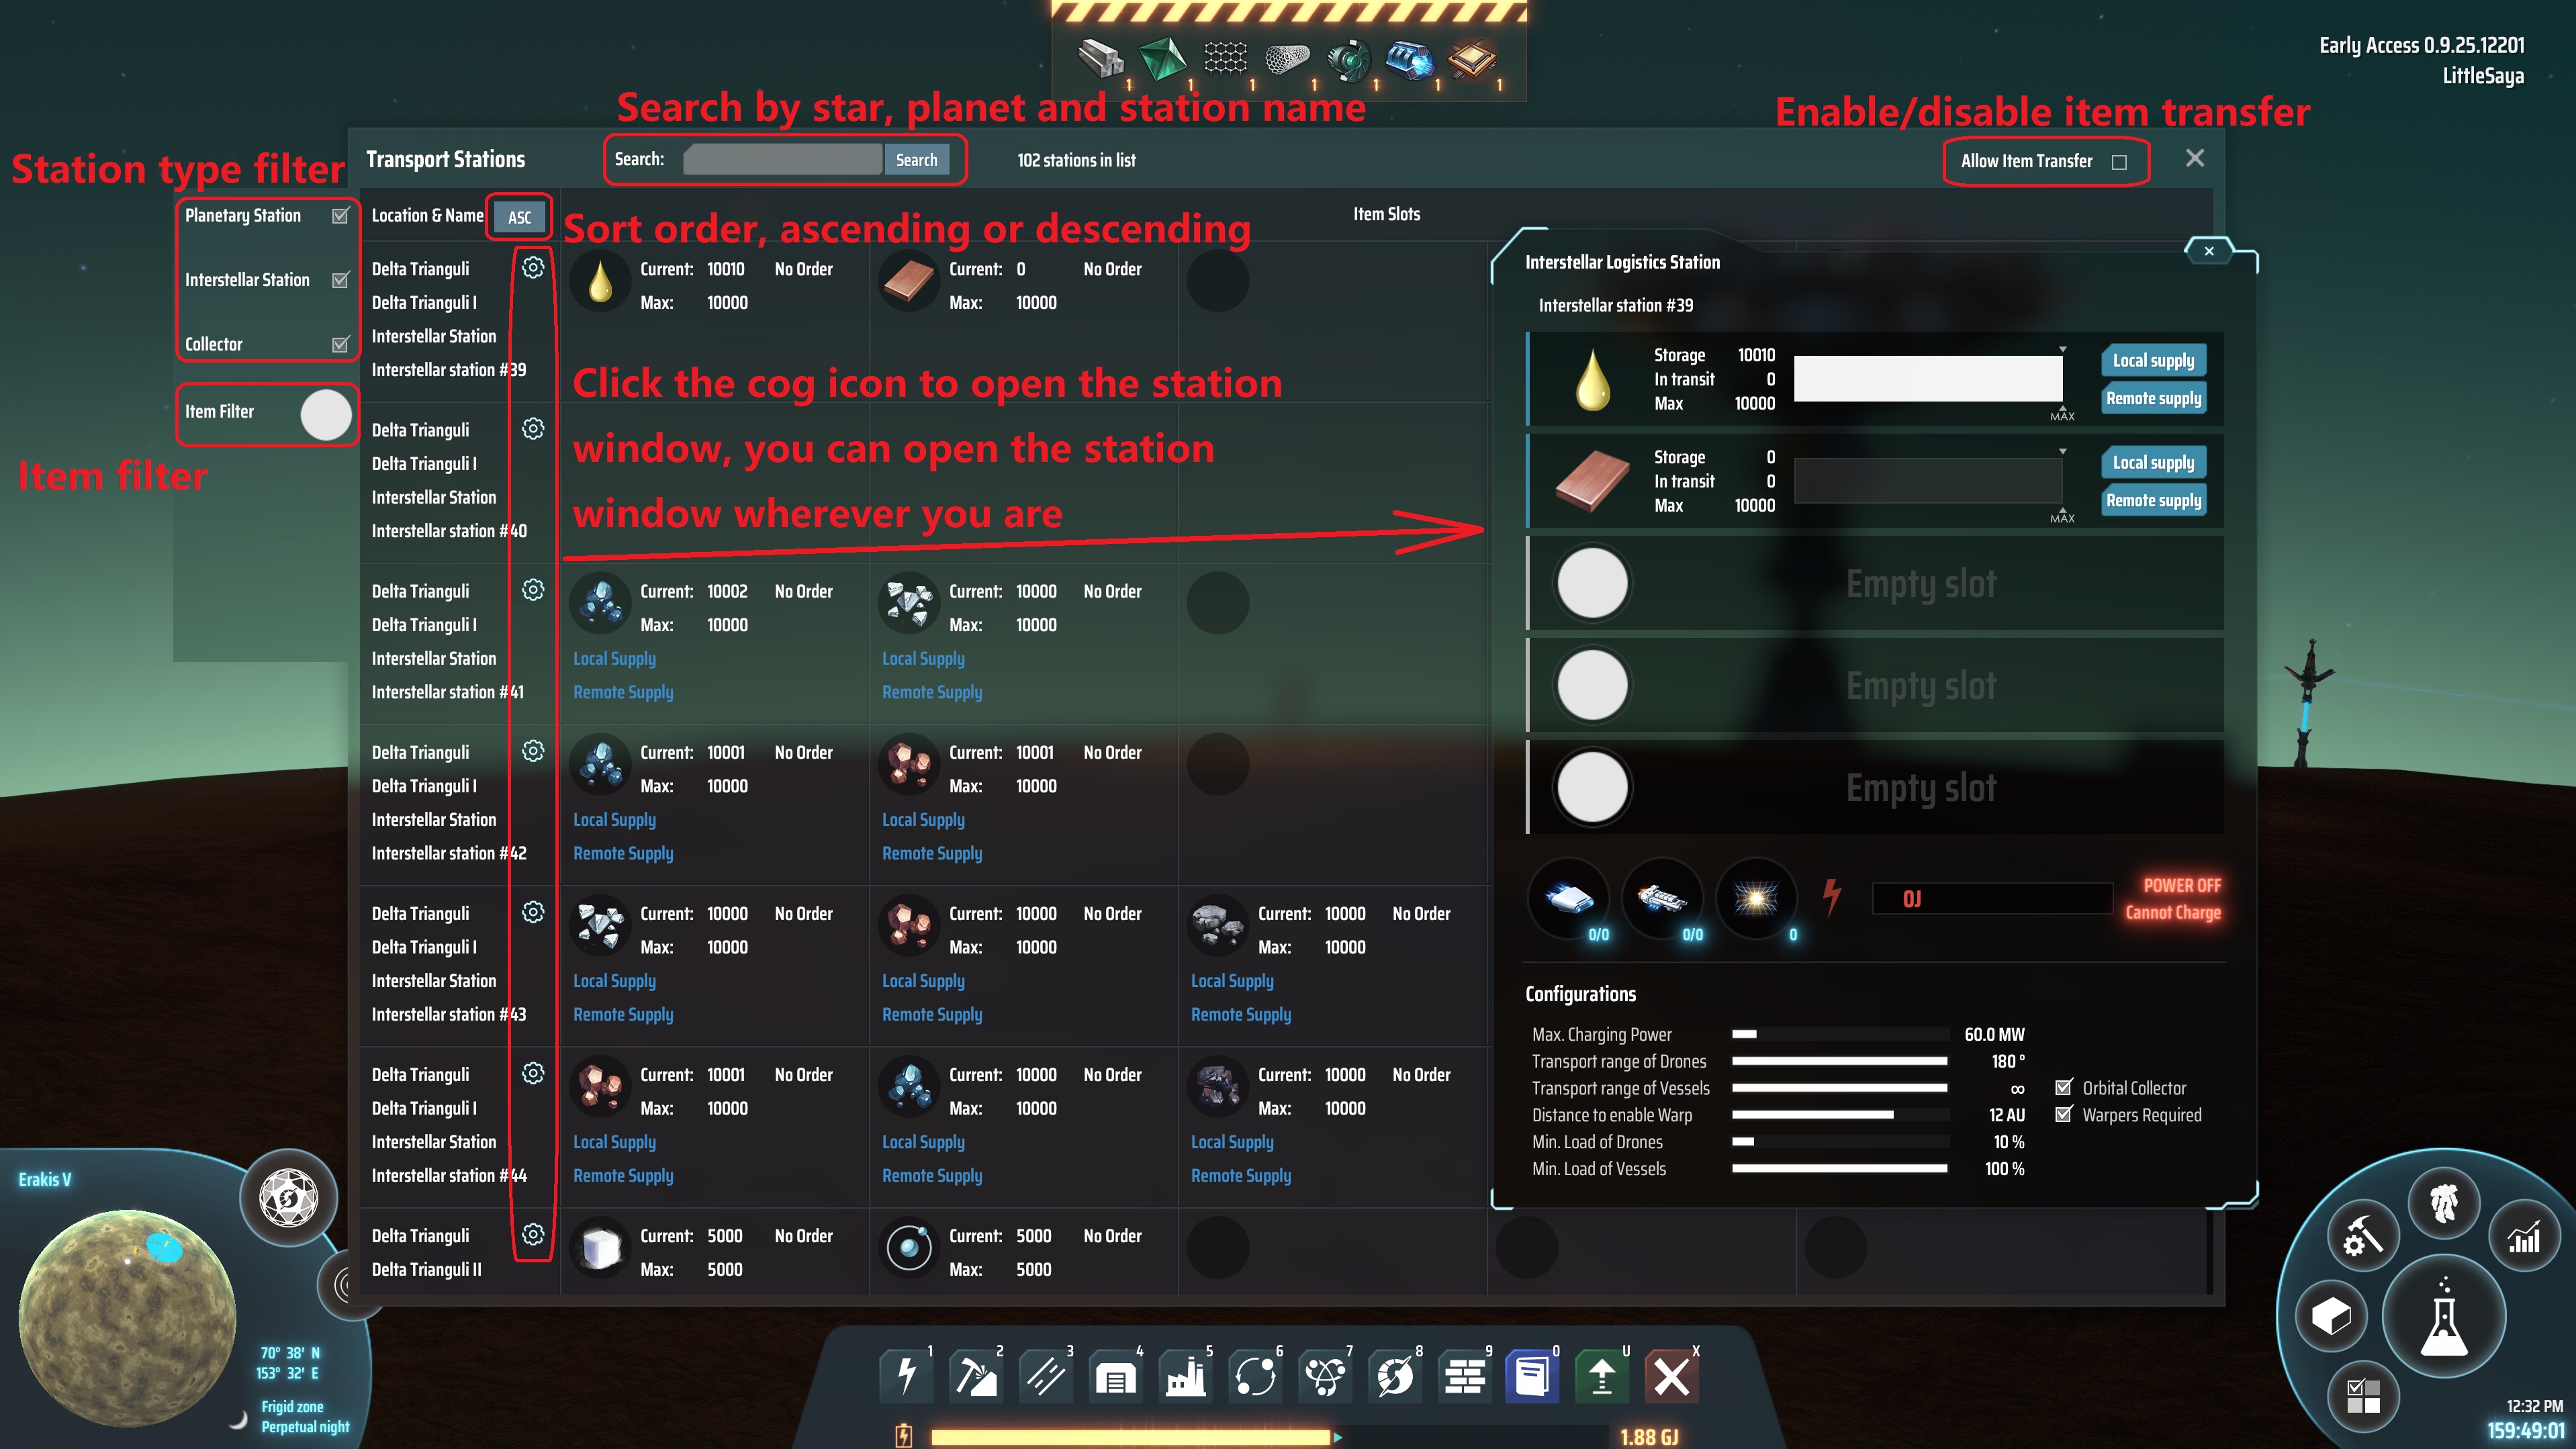 1
1
1
1
1
1
1
Early Access 0.9.25.12201
LittleSaya
Search by star, planet and station name
Enable/disable item transfer
Station type filter
Transport Stations
Search:
Search
102 stations in list
Allow Item Transfer
Planetary Station
Interstellar Station
Collector
Item Filter
Item filter
Location & Name
ASC
Sort order, ascending or descending
Item Slots
Delta Trianguli
Delta Trianguli I
Interstellar Station
Interstellar station #39
Current: 10010 No Order
Max: 10000
Current: 0 No Order
Max: 10000
Click the cog icon to open the station
window, you can open the station
window wherever you are
Delta Trianguli
Delta Trianguli I
Interstellar Station
Interstellar station #40
Delta Trianguli
Delta Trianguli I
Interstellar Station
Interstellar station #41
Current: 10002 No Order
Max: 10000
Local Supply
Remote Supply
Current: 10000 No Order
Max: 10000
Local Supply
Remote Supply
Delta Trianguli
Delta Trianguli I
Interstellar Station
Interstellar station #42
Current: 10001 No Order
Max: 10000
Local Supply
Remote Supply
Current: 10001 No Order
Max: 10000
Local Supply
Remote Supply
Delta Trianguli
Delta Trianguli I
Interstellar Station
Interstellar station #43
Current: 10000 No Order
Max: 10000
Local Supply
Remote Supply
Current: 10000 No Order
Max: 10000
Local Supply
Remote Supply
Current: 10000 No Order
Max: 10000
Local Supply
Remote Supply
Delta Trianguli
Delta Trianguli I
Interstellar Station
Interstellar station #44
Current: 10001 No Order
Max: 10000
Local Supply
Remote Supply
Current: 10000 No Order
Max: 10000
Local Supply
Remote Supply
Current: 10000 No Order
Max: 10000
Local Supply
Remote Supply
Delta Trianguli
Delta Trianguli II
Current: 5000 No Order
Max: 5000
Current: 5000 No Order
Max: 5000
Interstellar Logistics Station
Interstellar station #39
Storage 10010
In transit 0
Max 10000
MAX
Local supply
Remote supply
Storage 0
In transit 0
Max 10000
MAX
Local supply
Remote supply
Empty slot
Empty slot
Empty slot
0/0
0/0
0
0J
POWER OFF
Cannot Charge
Configurations
Max. Charging Power 60.0 MW
Transport range of Drones 180 °
Transport range of Vessels ∞
Orbital Collector
Distance to enable Warp 12 AU
Warpers Required
Min. Load of Drones 10 %
Min. Load of Vessels 100 %
Erakis V
70° 38' N
153° 32' E
Frigid zone
Perpetual night
1
2
3
4
5
6
7
8
9
0
U
X
1.88 GJ
12:32 PM
159:49:01